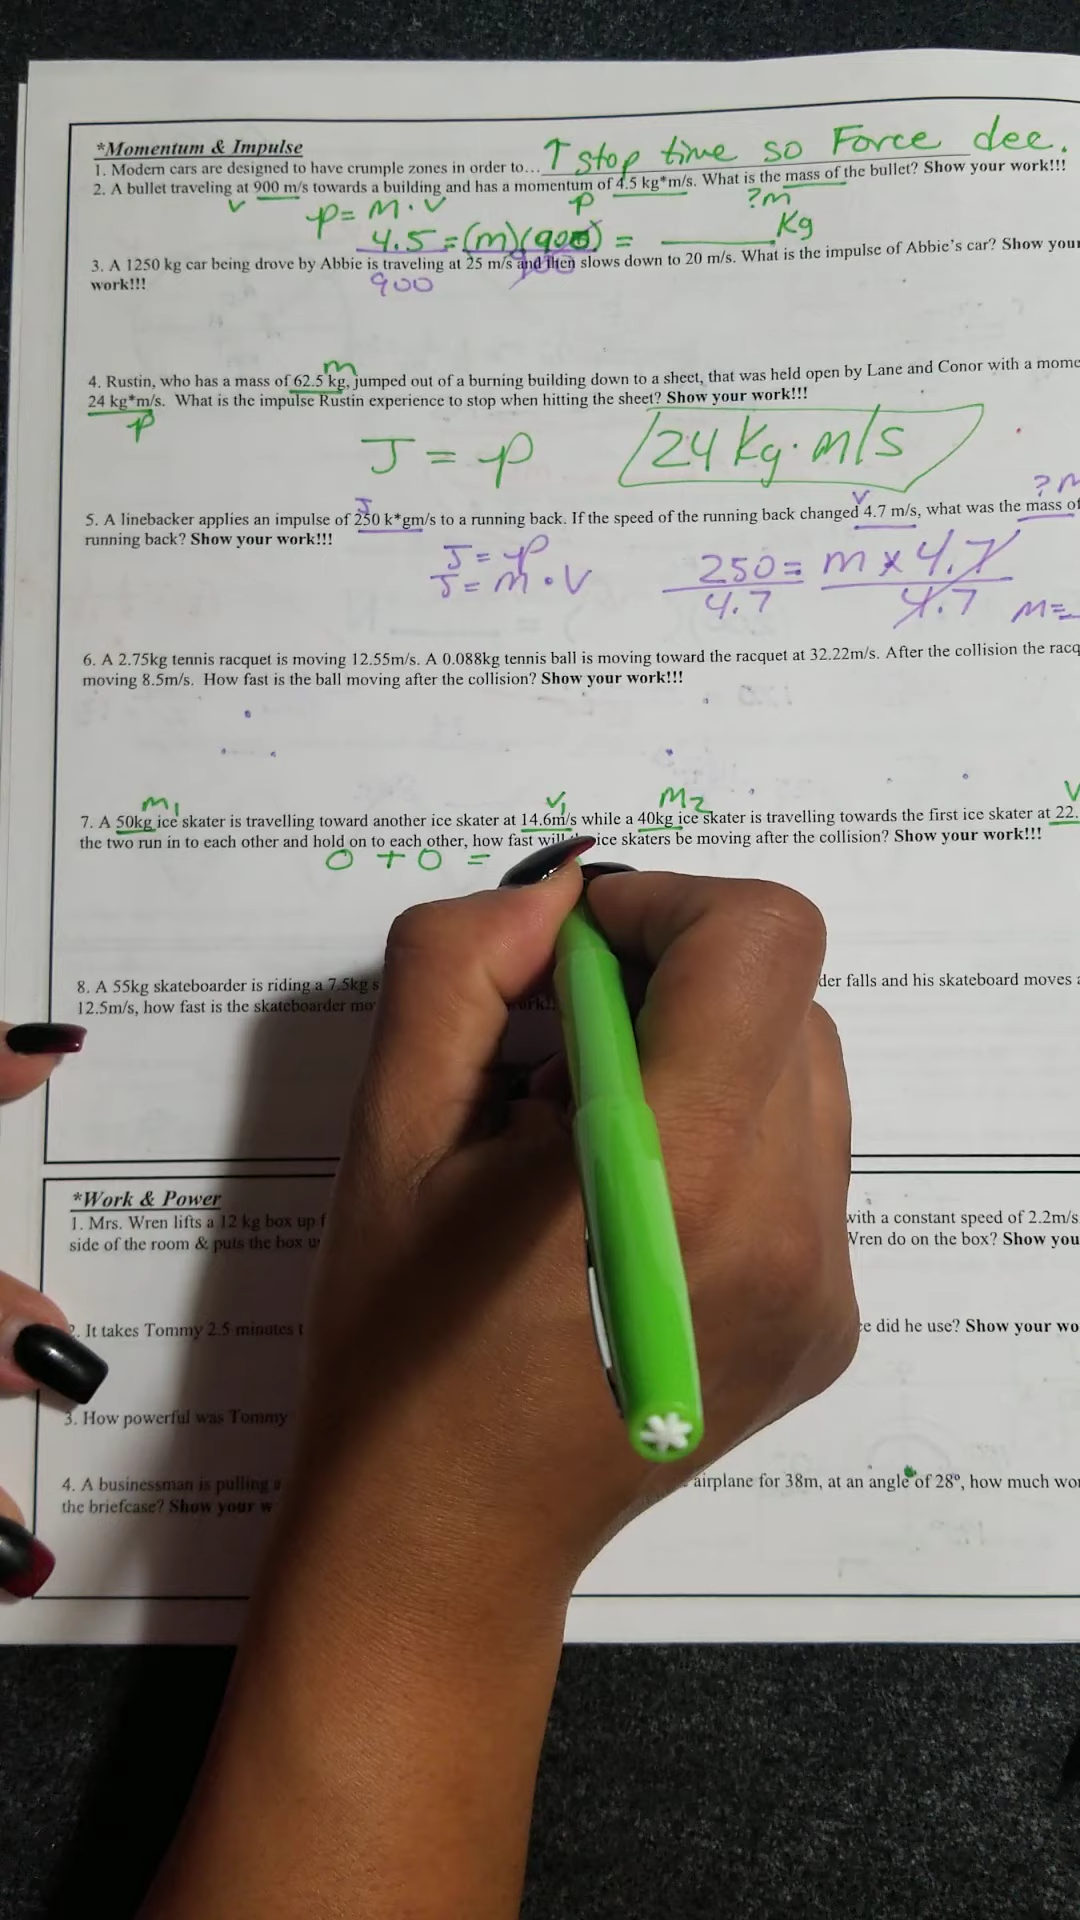 *Momentum & Impulse
1. Modern cars are designed to have crumple zones in order to... ↑ stop time so Force dec.
2. A bullet traveling at 900 m/s towards a building and has a momentum of 4.5 kg*m/s. What is the mass of the bullet? Show your work!!!
v p ?m
p = m · v
4.5 = (m)(900) = ________ Kg
3. A 1250 kg car being drove by Abbie is traveling at 25 m/s and then slows down to 20 m/s. What is the impulse of Abbie's car? Show your
900 900
work!!!
m
4. Rustin, who has a mass of 62.5 kg, jumped out of a burning building down to a sheet, that was held open by Lane and Conor with a mome
24 kg*m/s. What is the impulse Rustin experience to stop when hitting the sheet? Show your work!!!
p
J = p 24 Kg · m/s
J v ?m
5. A linebacker applies an impulse of 250 k*gm/s to a running back. If the speed of the running back changed 4.7 m/s, what was the mass of
running back? Show your work!!!
J = p
J = m · v
250 = m x 4.7
4.7 4.7 M=
6. A 2.75kg tennis racquet is moving 12.55m/s. A 0.088kg tennis ball is moving toward the racquet at 32.22m/s. After the collision the racq
moving 8.5m/s. How fast is the ball moving after the collision? Show your work!!!
m1 v1 m2 v
7. A 50kg ice skater is travelling toward another ice skater at 14.6m/s while a 40kg ice skater is travelling towards the first ice skater at 22.
the two run in to each other and hold on to each other, how fast will ice skaters be moving after the collision? Show your work!!!
0 + 0 =
8. A 55kg skateboarder is riding a 7.5kg s der falls and his skateboard moves a
12.5m/s, how fast is the skateboarder mo ork!!
*Work & Power
1. Mrs. Wren lifts a 12 kg box up f with a constant speed of 2.2m/s
side of the room & puts the box u Wren do on the box? Show you
2. It takes Tommy 2.5 minutes t e did he use? Show your wo
3. How powerful was Tommy
4. A businessman is pulling a airplane for 38m, at an angle of 28º, how much wor
the briefcase? Show your w